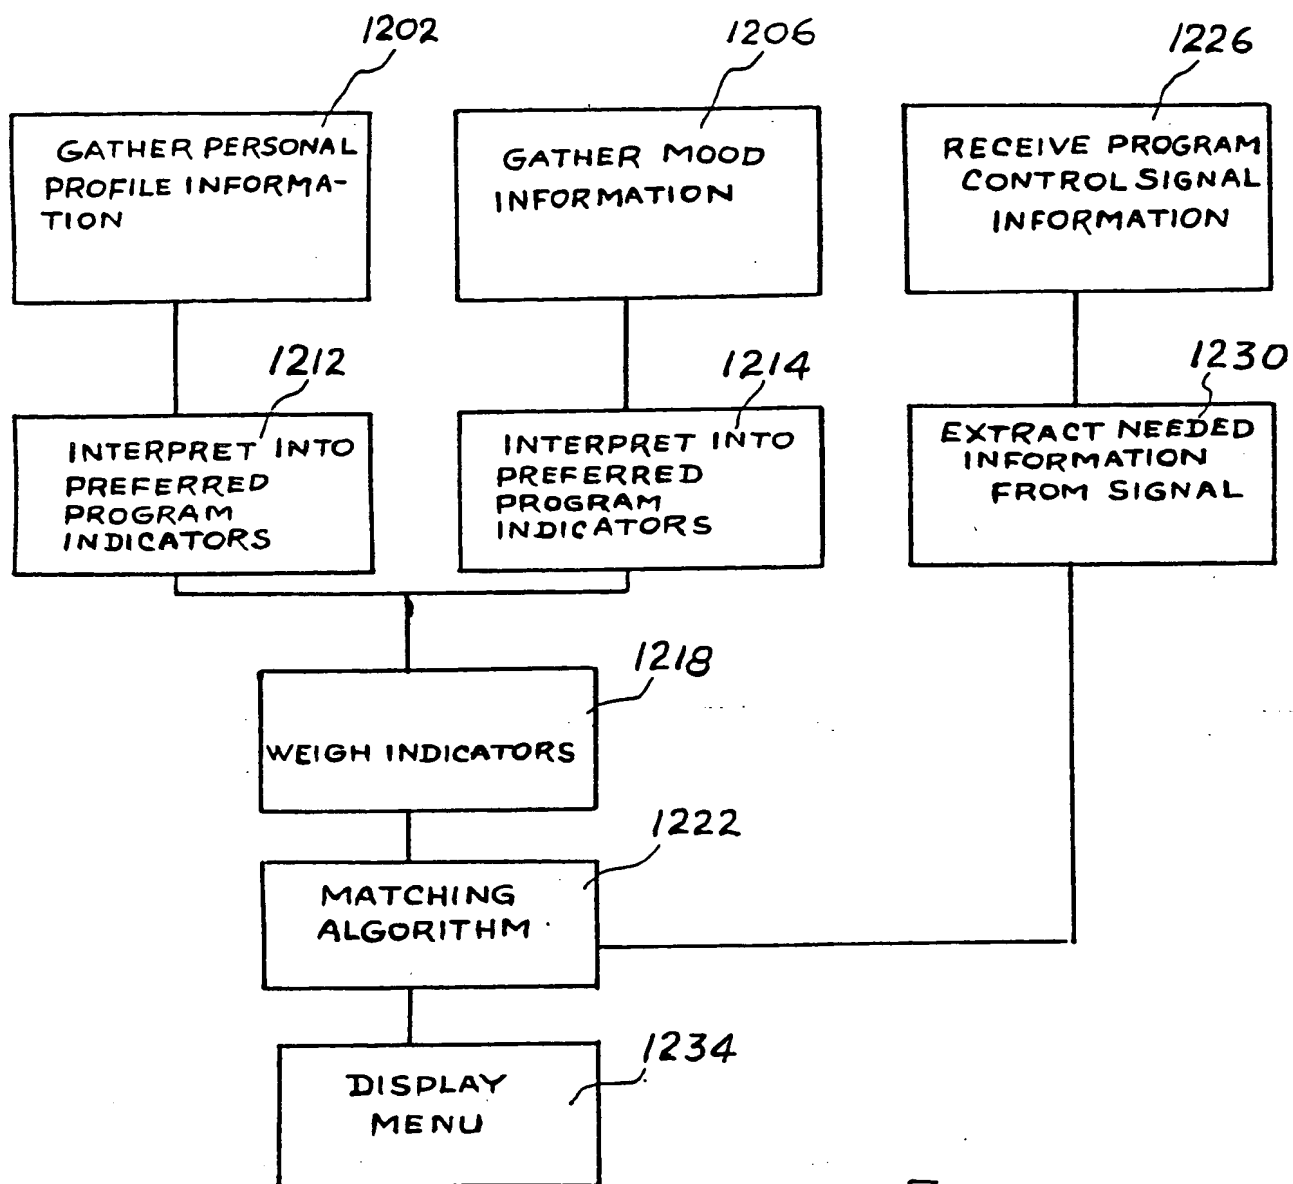 1202
1206
1226
GATHER PERSONAL
PROFILE INFORMA-
TION
GATHER MOOD
INFORMATION
RECEIVE PROGRAM
CONTROL SIGNAL
INFORMATION
1212
1214
1230
INTERPRET INTO
PREFERRED
PROGRAM
INDICATORS
INTERPRET INTO
PREFERRED
PROGRAM
INDICATORS
EXTRACT NEEDED
INFORMATION
FROM SIGNAL
1218
WEIGH INDICATORS
1222
MATCHING
ALGORITHM
1234
DISPLAY
MENU